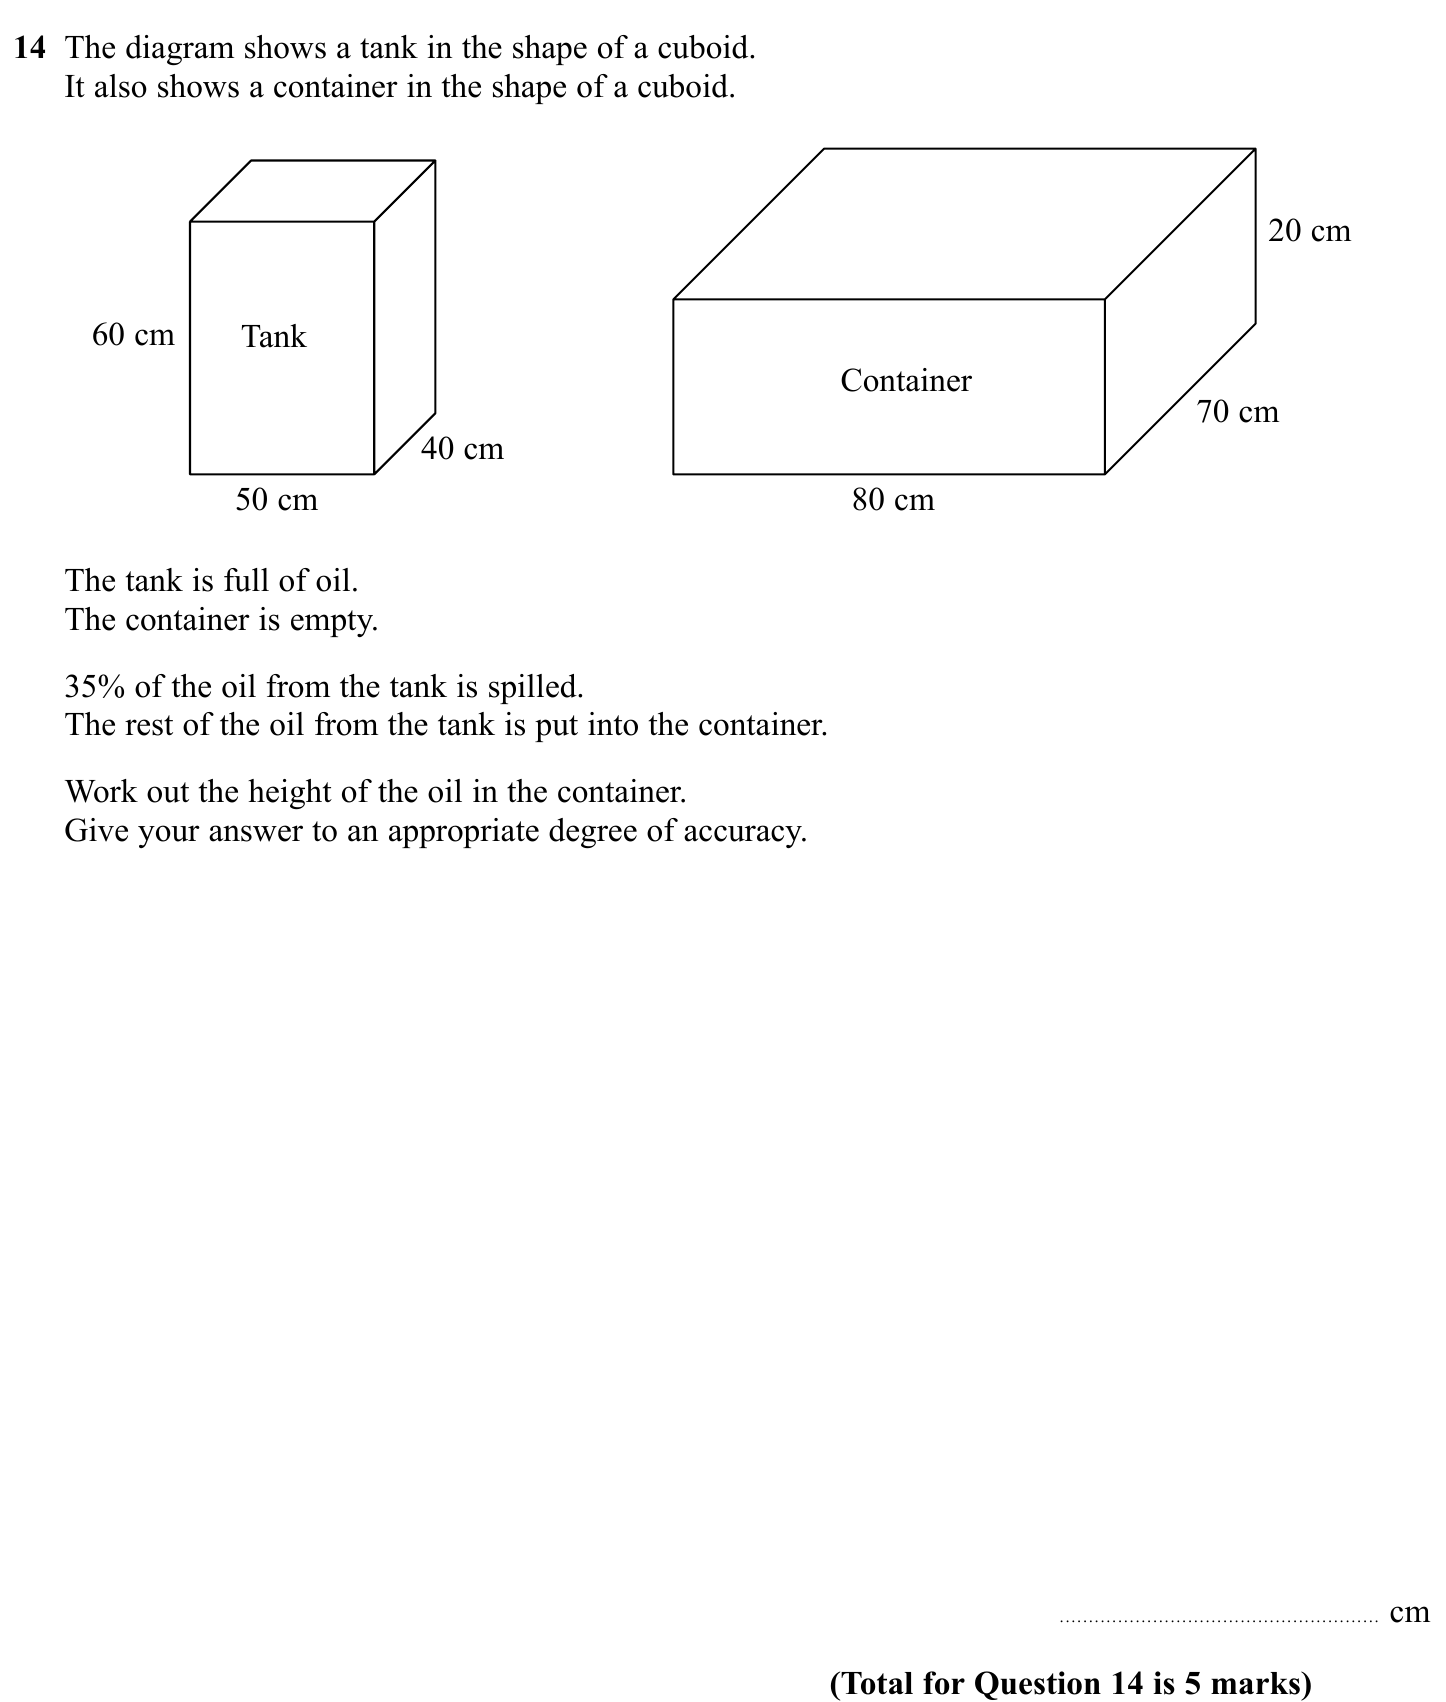 14 The diagram shows a tank in the shape of a cuboid.
It also shows a container in the shape of a cuboid.
20 cm
60 cm
Tank
Container
70 cm
40 cm
50 cm
80 cm
The tank is full of oil.
The container is empty.
35% of the oil from the tank is spilled.
The rest of the oil from the tank is put into the container.
Work out the height of the oil in the container.
Give your answer to an appropriate degree of accuracy.
....................................................... cm
(Total for Question 14 is 5 marks)